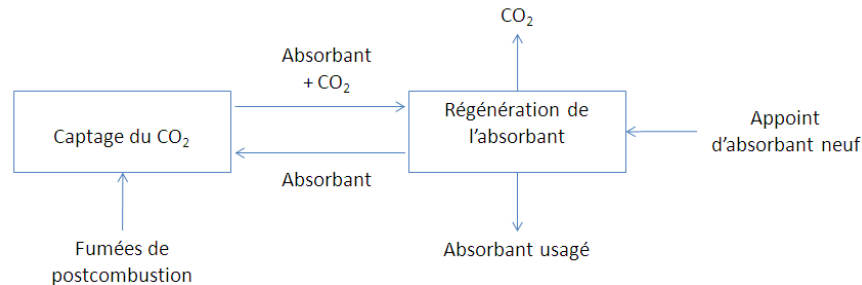 CO₂
Absorbant
+ CO₂
Captage du CO₂
Régénération de
l'absorbant
Appoint
d'absorbant neuf
Absorbant
Fumées de
postcombustion
Absorbant usagé